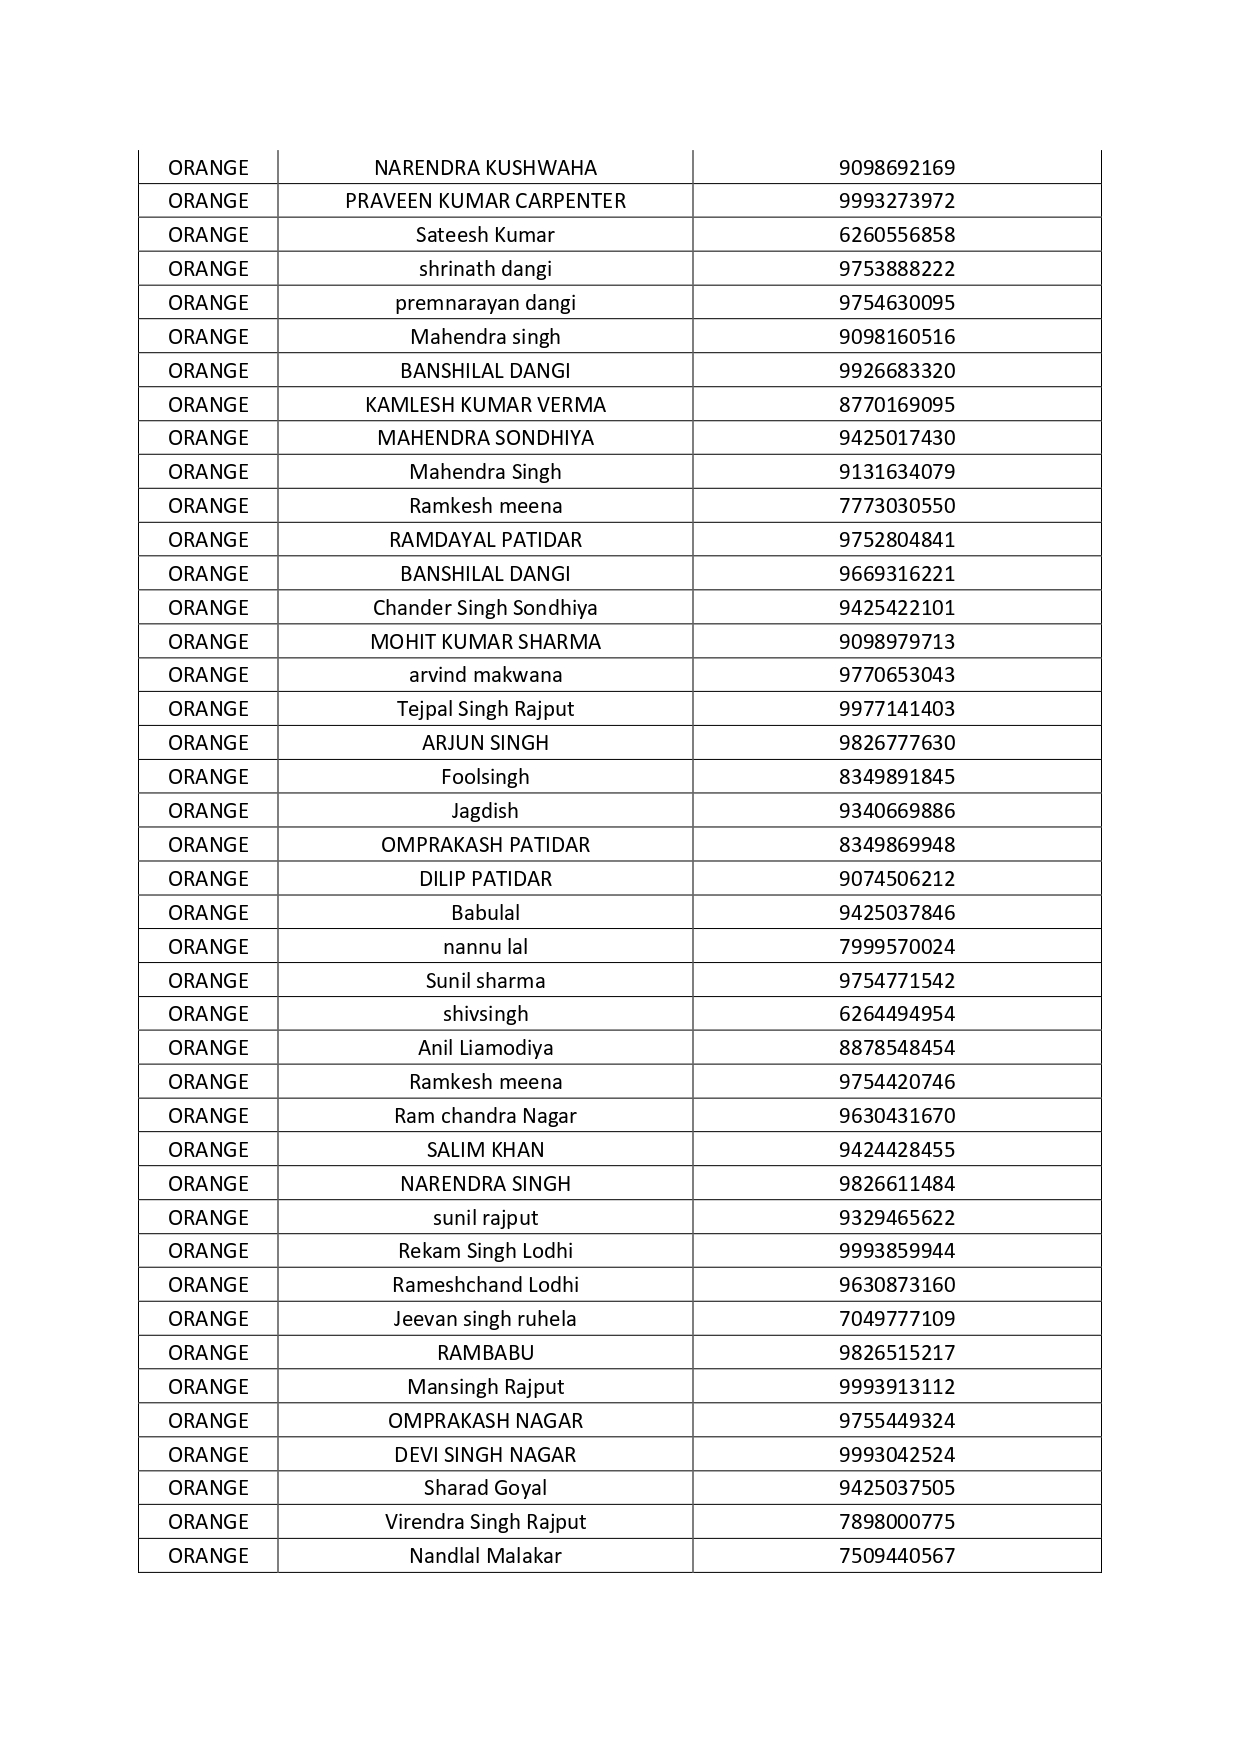 ORANGE NARENDRA KUSHWAHA 9098692169
ORANGE PRAVEEN KUMAR CARPENTER 9993273972
ORANGE Sateesh Kumar 6260556858
ORANGE shrinath dangi 9753888222
ORANGE premnarayan dangi 9754630095
ORANGE Mahendra singh 9098160516
ORANGE BANSHILAL DANGI 9926683320
ORANGE KAMLESH KUMAR VERMA 8770169095
ORANGE MAHENDRA SONDHIYA 9425017430
ORANGE Mahendra Singh 9131634079
ORANGE Ramkesh meena 7773030550
ORANGE RAMDAYAL PATIDAR 9752804841
ORANGE BANSHILAL DANGI 9669316221
ORANGE Chander Singh Sondhiya 9425422101
ORANGE MOHIT KUMAR SHARMA 9098979713
ORANGE arvind makwana 9770653043
ORANGE Tejpal Singh Rajput 9977141403
ORANGE ARJUN SINGH 9826777630
ORANGE Foolsingh 8349891845
ORANGE Jagdish 9340669886
ORANGE OMPRAKASH PATIDAR 8349869948
ORANGE DILIP PATIDAR 9074506212
ORANGE Babulal 9425037846
ORANGE nannu lal 7999570024
ORANGE Sunil sharma 9754771542
ORANGE shivsingh 6264494954
ORANGE Anil Liamodiya 8878548454
ORANGE Ramkesh meena 9754420746
ORANGE Ram chandra Nagar 9630431670
ORANGE SALIM KHAN 9424428455
ORANGE NARENDRA SINGH 9826611484
ORANGE sunil rajput 9329465622
ORANGE Rekam Singh Lodhi 9993859944
ORANGE Rameshchand Lodhi 9630873160
ORANGE Jeevan singh ruhela 7049777109
ORANGE RAMBABU 9826515217
ORANGE Mansingh Rajput 9993913112
ORANGE OMPRAKASH NAGAR 9755449324
ORANGE DEVI SINGH NAGAR 9993042524
ORANGE Sharad Goyal 9425037505
ORANGE Virendra Singh Rajput 7898000775
ORANGE Nandlal Malakar 7509440567